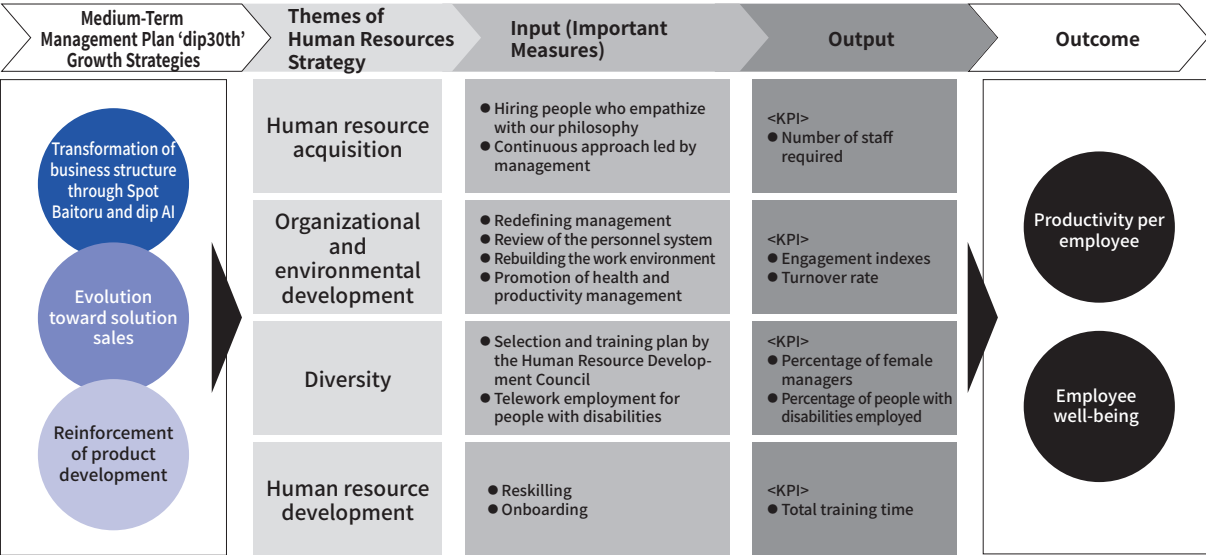 Medium-Term
Management Plan ‘dip30th’
Growth Strategies
Themes of
Human Resources
Strategy
Input (Important
Measures)
Output
Outcome
Transformation of
business structure
through Spot
Baitoru and dip AI
Evolution
toward solution
sales
Reinforcement
of product
development
Human resource
acquisition
● Hiring people who empathize
with our philosophy
● Continuous approach led by
management
<KPI>
● Number of staff
required
Organizational
and
environmental
development
● Redefining management
● Review of the personnel system
● Rebuilding the work environment
● Promotion of health and
productivity management
<KPI>
● Engagement indexes
● Turnover rate
Diversity
● Selection and training plan by
the Human Resource Develop-
ment Council
● Telework employment for
people with disabilities
<KPI>
● Percentage of female
managers
● Percentage of people with
disabilities employed
Human resource
development
● Reskilling
● Onboarding
<KPI>
● Total training time
Productivity per
employee
Employee
well-being